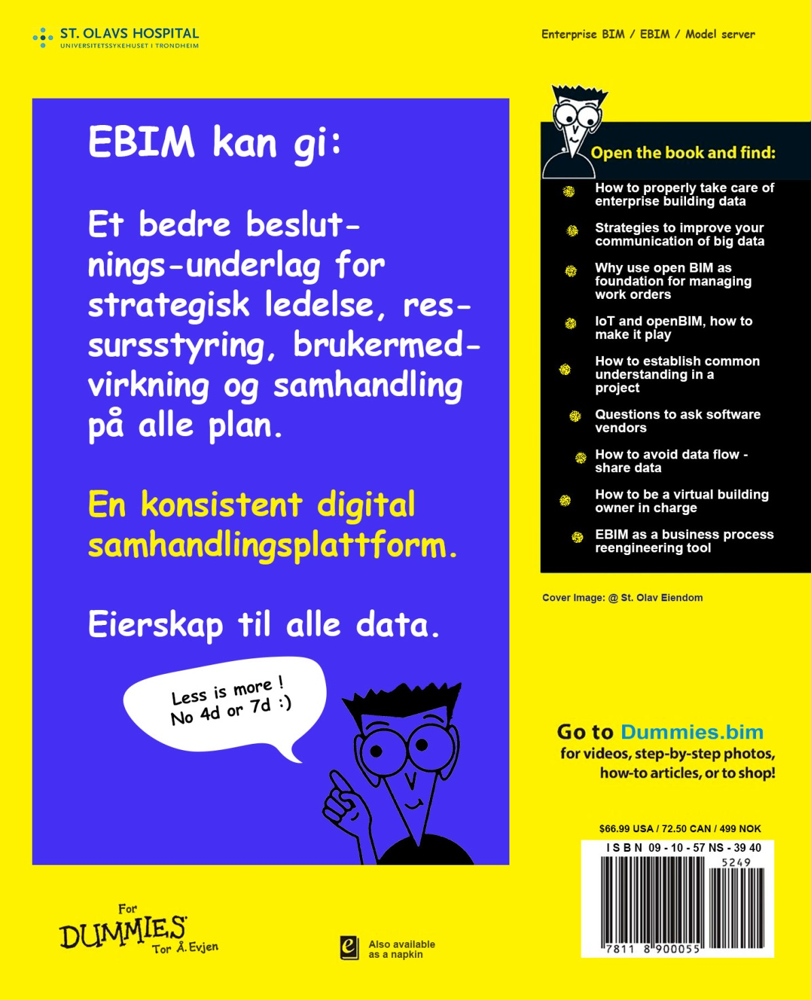 ST. OLAVS HOSPITAL
UNIVERSITETSSYKEHUSET I TRONDHEIM
Enterprise BIM / EBIM / Model server
EBIM kan gi:
Et bedre beslut-
nings-underlag for
strategisk ledelse, res-
sursstyring, brukermed-
virkning og samhandling
på alle plan.
En konsistent digital
samhandlingsplattform.
Eierskap til alle data.
Less is more !
No 4d or 7d :)
Open the book and find:
How to properly take care of
enterprise building data
Strategies to improve your
communication of big data
Why use open BIM as
foundation for managing
work orders
IoT and openBIM, how to
make it play
How to establish common
understanding in a
project
Questions to ask software
vendors
How to avoid data flow -
share data
How to be a virtual building
owner in charge
EBIM as a business process
reengineering tool
Cover Image: @ St. Olav Eiendom
Go to Dummies.bim
for videos, step-by-step photos,
how-to articles, or to shop!
$66.99 USA / 72.50 CAN / 499 NOK
I S B N 09 - 10 - 57 NS - 39 40
5249
7811 8 900055
For
DUMMIES
Tor Å. Evjen
e
Also available
as a napkin